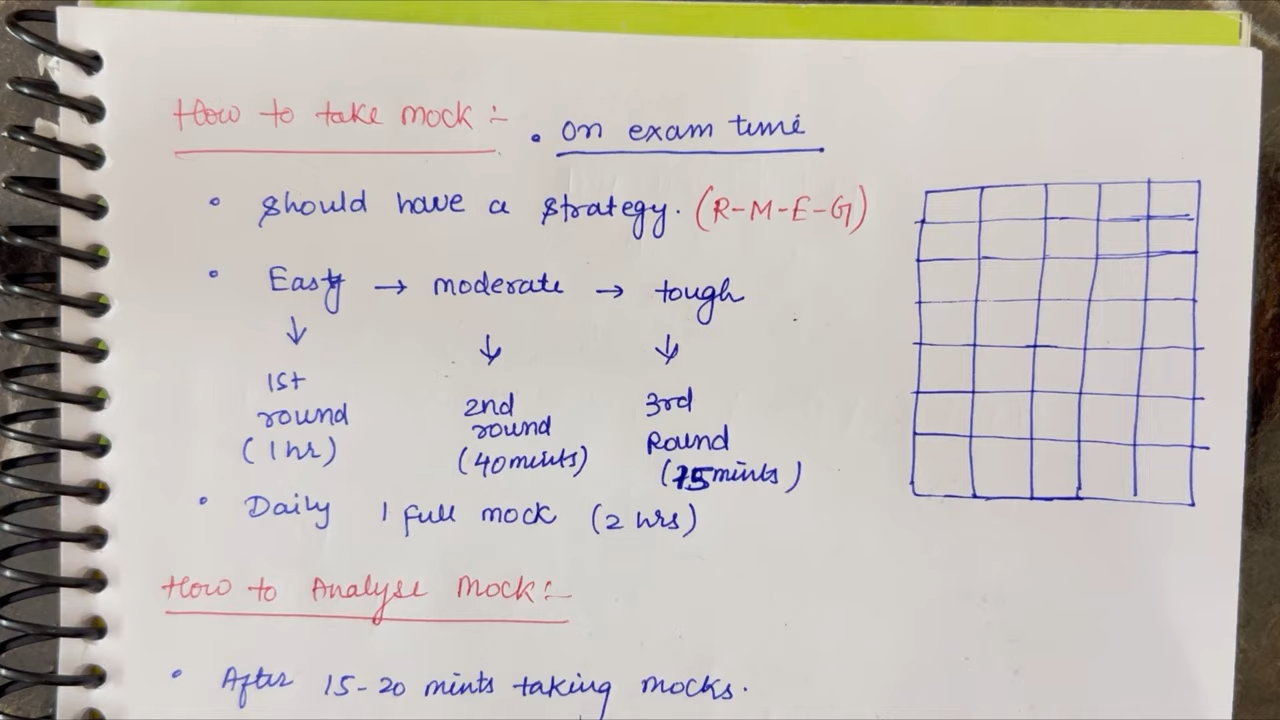 How to take mock :- • on exam time
• should have a strategy. (R-M-E-G)
• Easy → moderate → tough
↓ ↓ ↓
1st round (1 hr)
2nd round (40 mints)
3rd Round (15 mints)
• Daily 1 full mock (2 hrs)
How to Analyse Mock:-
• After 15-20 mints taking mocks.